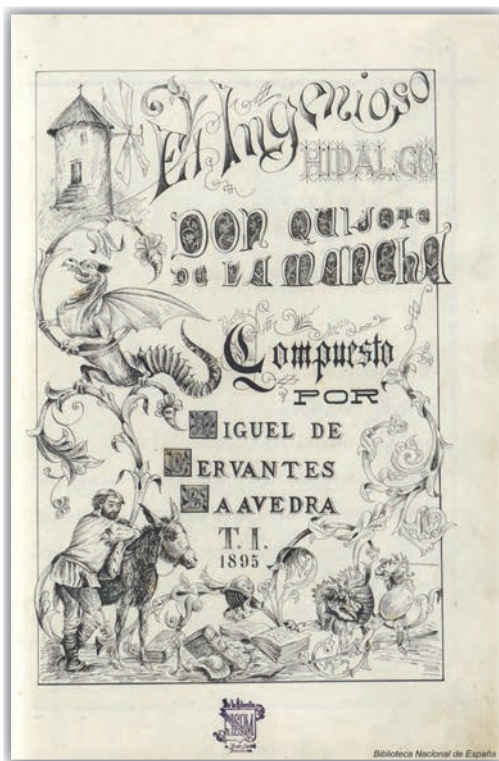 El Ingenioso
HIDALGO
DON QUIJOTE
DE LA MANCHA
Compuesto
POR
MIGUEL DE
CERVANTES
SAAVEDRA
T. I.
1895
Biblioteca Nacional de España